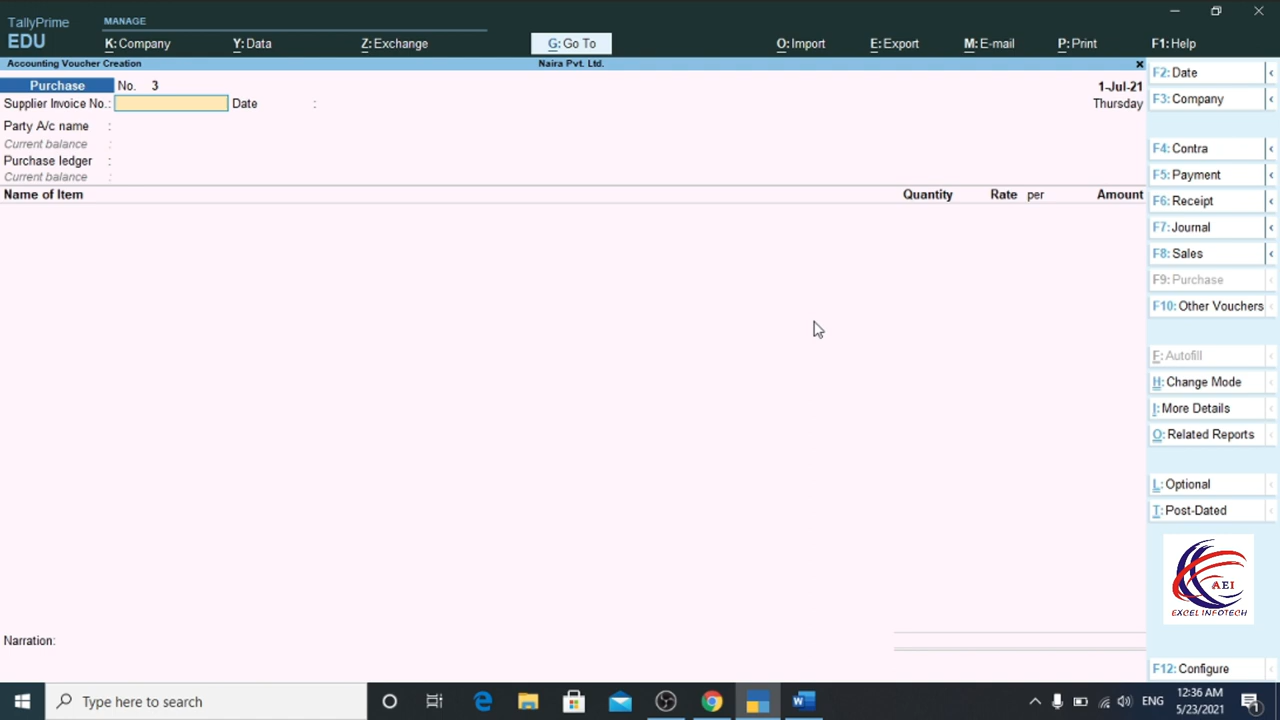 TallyPrime
EDU
MANAGE
K: Company
Y: Data
Z: Exchange
G: Go To
O: Import
E: Export
M: E-mail
P: Print
F1: Help
Accounting Voucher Creation
Naira Pvt. Ltd.
Purchase No. 3
1-Jul-21
Supplier Invoice No.: Date :
Thursday
Party A/c name :
Current balance :
Purchase ledger :
Current balance :
Name of Item Quantity Rate per Amount
Narration:
F2: Date
F3: Company
F4: Contra
F5: Payment
F6: Receipt
F7: Journal
F8: Sales
F9: Purchase
F10: Other Vouchers
F: Autofill
H: Change Mode
I: More Details
O: Related Reports
L: Optional
T: Post-Dated
AEI
EXCEL INFOTECH
F12: Configure
Type here to search
ENG
12:36 AM
5/23/2021
1